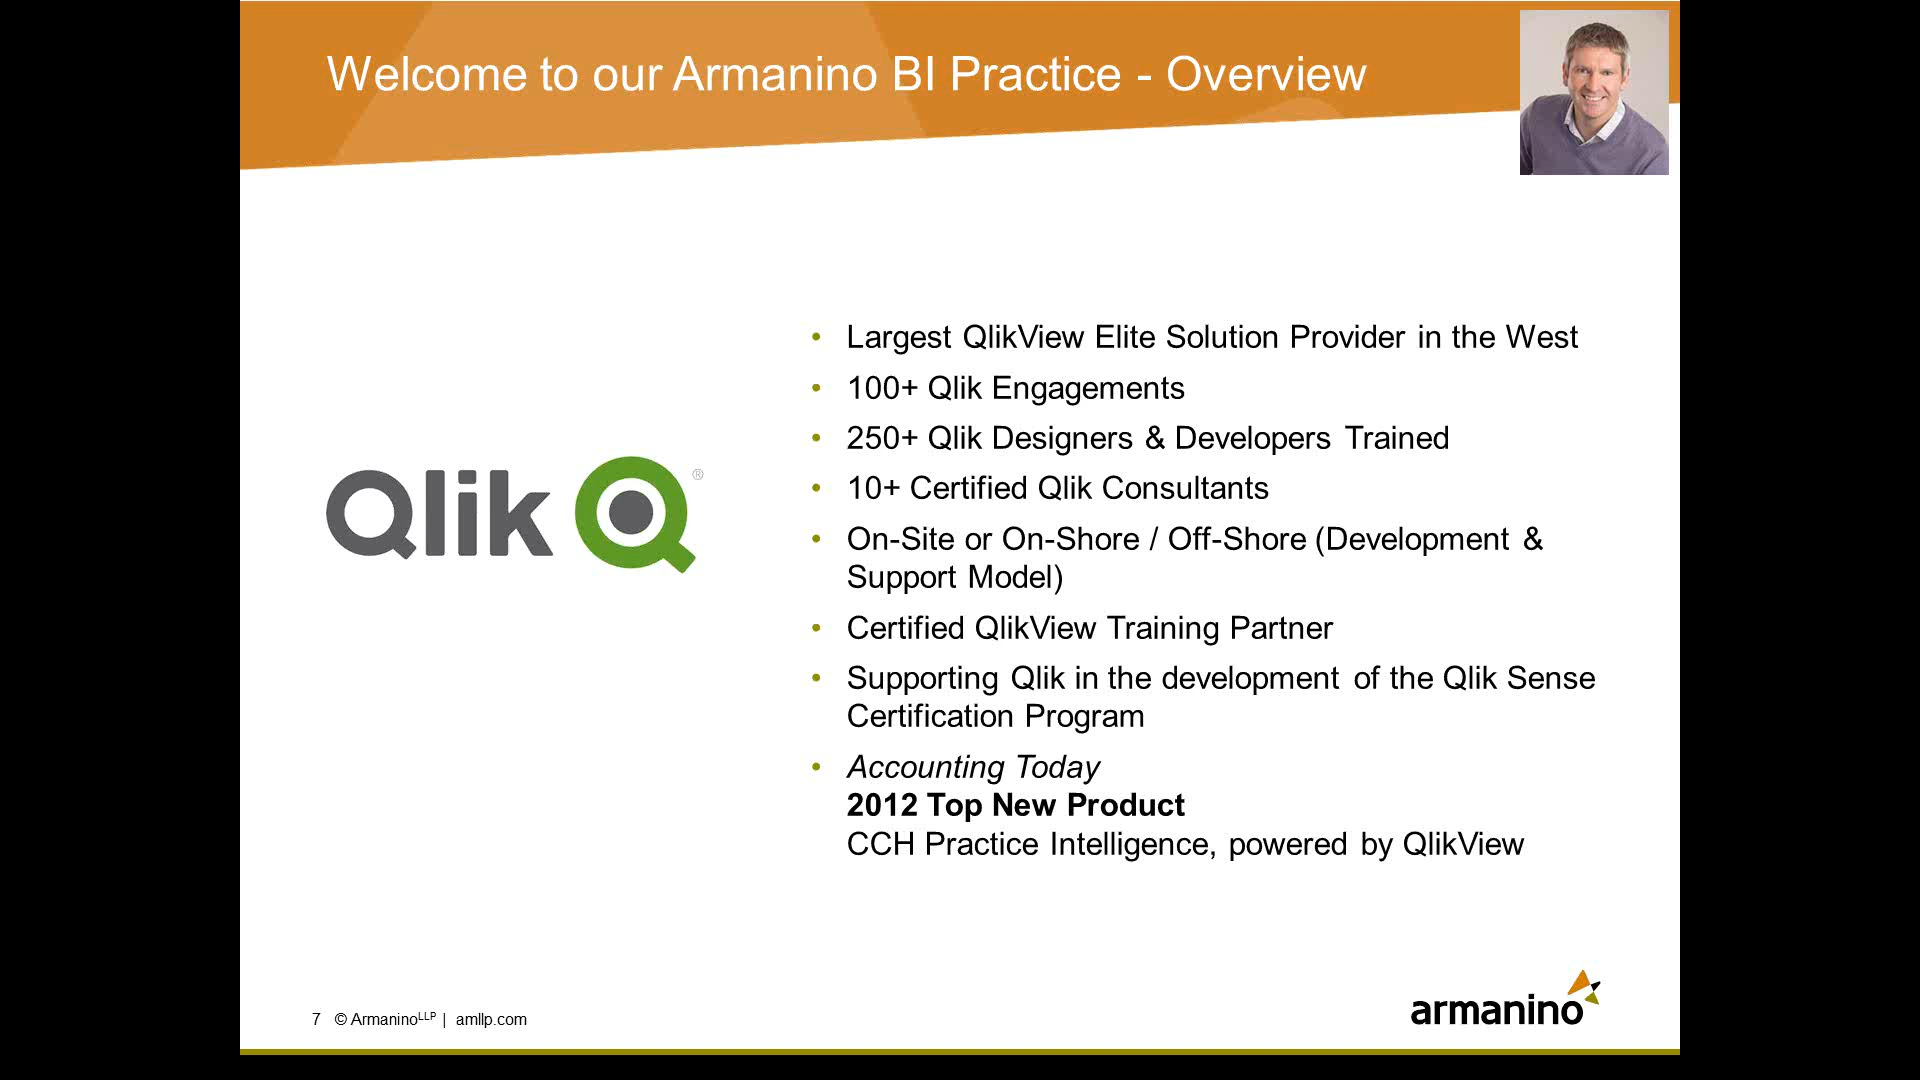 Welcome to our Armanino BI Practice - Overview
• Largest QlikView Elite Solution Provider in the West
• 100+ Qlik Engagements
• 250+ Qlik Designers & Developers Trained
• 10+ Certified Qlik Consultants
• On-Site or On-Shore / Off-Shore (Development &
Support Model)
• Certified QlikView Training Partner
• Supporting Qlik in the development of the Qlik Sense
Certification Program
• Accounting Today
2012 Top New Product
CCH Practice Intelligence, powered by QlikView
Qlik Q ®
7 © ArmaninoLLP | amllp.com
armanino